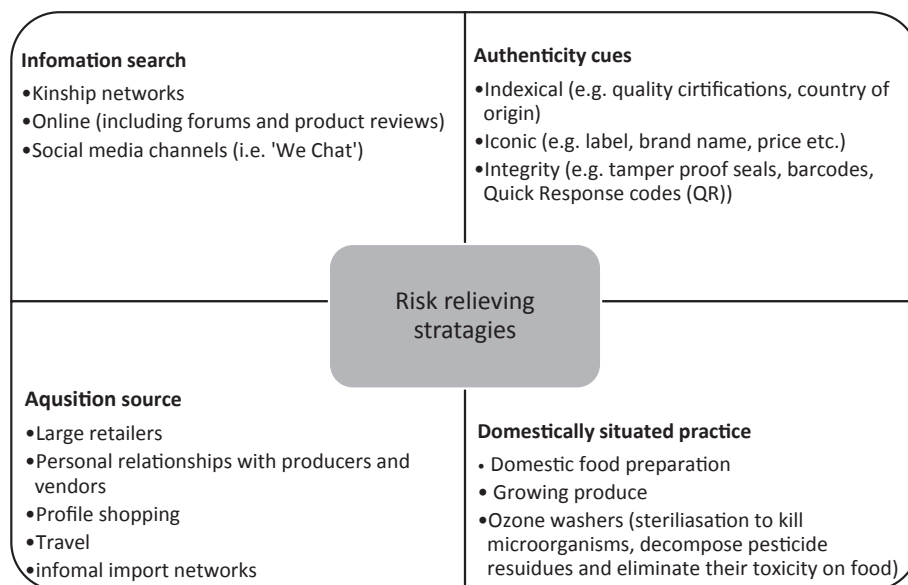 Infomation search
•Kinship networks
•Online (including forums and product reviews)
•Social media channels (i.e. 'We Chat')
Authenticity cues
•Indexical (e.g. quality cirtifications, country of
origin)
•Iconic (e.g. label, brand name, price etc.)
•Integrity (e.g. tamper proof seals, barcodes,
Quick Response codes (QR))
Risk relieving
stratagies
Aqusition source
•Large retailers
•Personal relationships with producers and
vendors
•Profile shopping
•Travel
•infomal import networks
Domestically situated practice
• Domestic food preparation
• Growing produce
•Ozone washers (steriliasation to kill
microorganisms, decompose pesticide
resuidues and eliminate their toxicity on food)